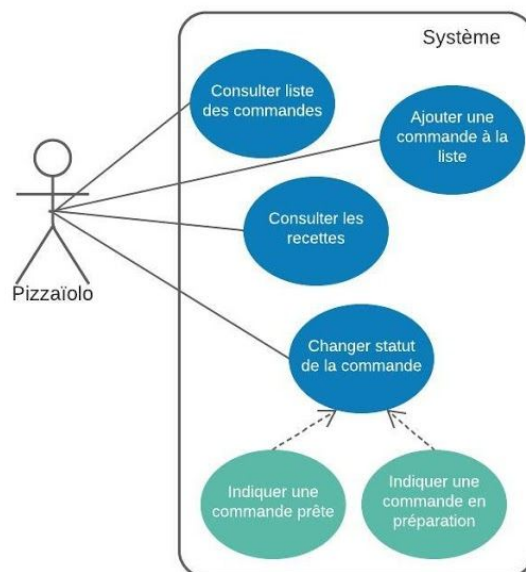 Système
Consulter liste
des commandes
Ajouter une
commande à la
liste
Consulter les
recettes
Pizzaïolo
Changer statut
de la commande
Indiquer une
commande prête
Indiquer une
commande en
préparation